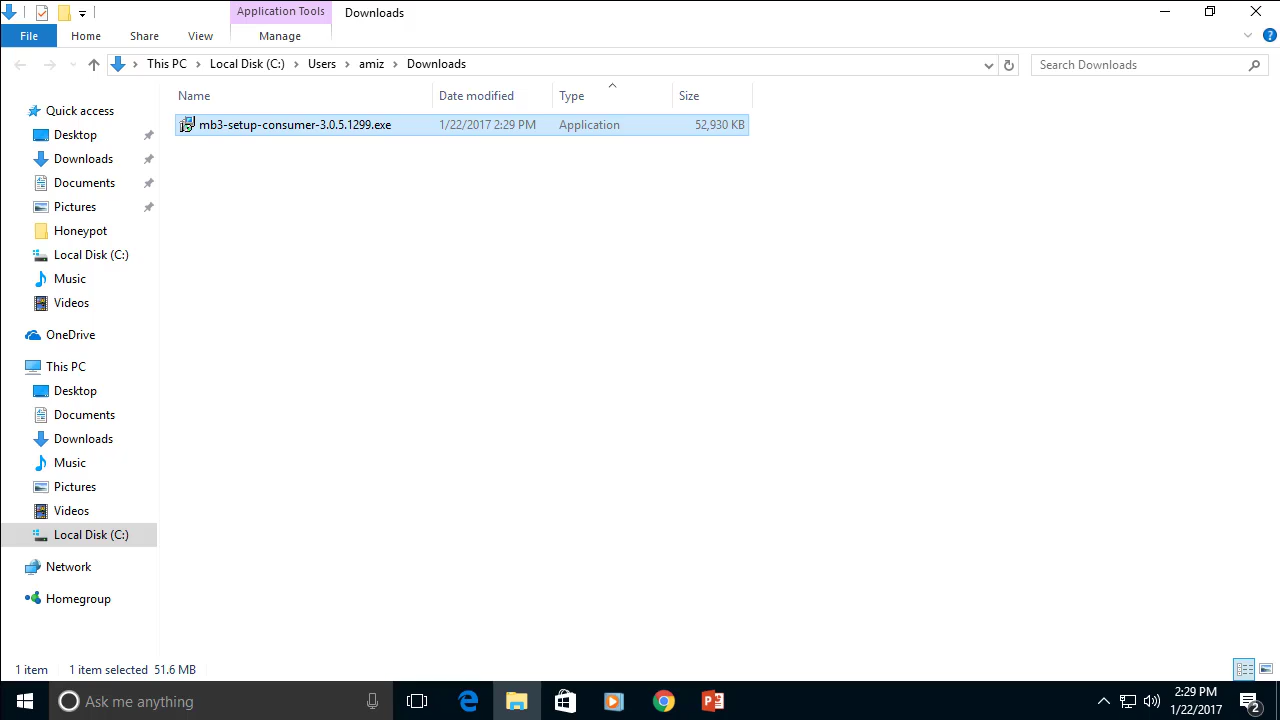 Application Tools
Downloads
File
Home
Share
View
Manage
This PC
Local Disk (C:)
Users
amiz
Downloads
Search Downloads
Name
Date modified
Type
Size
mb3-setup-consumer-3.0.5.1299.exe
1/22/2017 2:29 PM
Application
52,930 KB
Quick access
Desktop
Downloads
Documents
Pictures
Honeypot
Local Disk (C:)
Music
Videos
OneDrive
This PC
Desktop
Documents
Downloads
Music
Pictures
Videos
Local Disk (C:)
Network
Homegroup
1 item
1 item selected 51.6 MB
Ask me anything
2:29 PM
1/22/2017
2